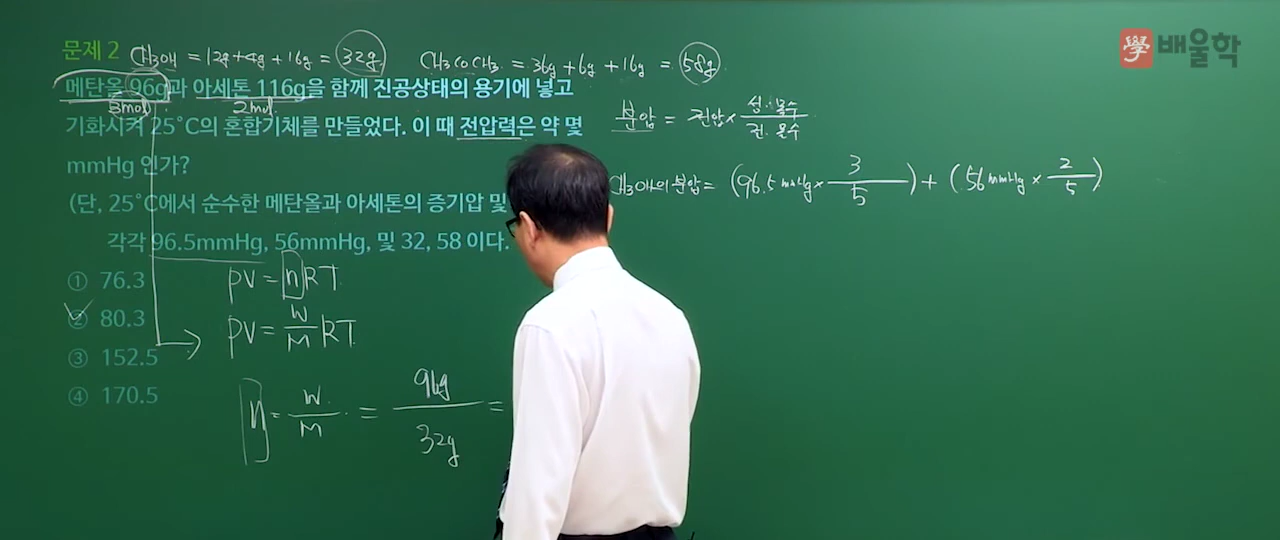 學 배울학
문제 2
CH3OH = 12g + 4g + 16g = 32g
CH3COCH3 = 36g + 6g + 16g = 58g
메탄올 96g과 아세톤 116g을 함께 진공상태의 용기에 넣고
3mol 2mol
기화시켜 25˚C의 혼합기체를 만들었다. 이 때 전압력은 약 몇
mmHg 인가?
(단, 25˚C에서 순수한 메탄올과 아세톤의 증기압 및
각각 96.5mmHg, 56mmHg, 및 32, 58 이다.
① 76.3
② 80.3
③ 152.5
④ 170.5
PV = nRT
PV = W/M RT
n = W/M = 96g/32g =
분압 = 전압 × 성. 몰수/전. 몰수
CH3OH의 분압 = (96.5mmHg × 3/5) + (56mmHg × 2/5)